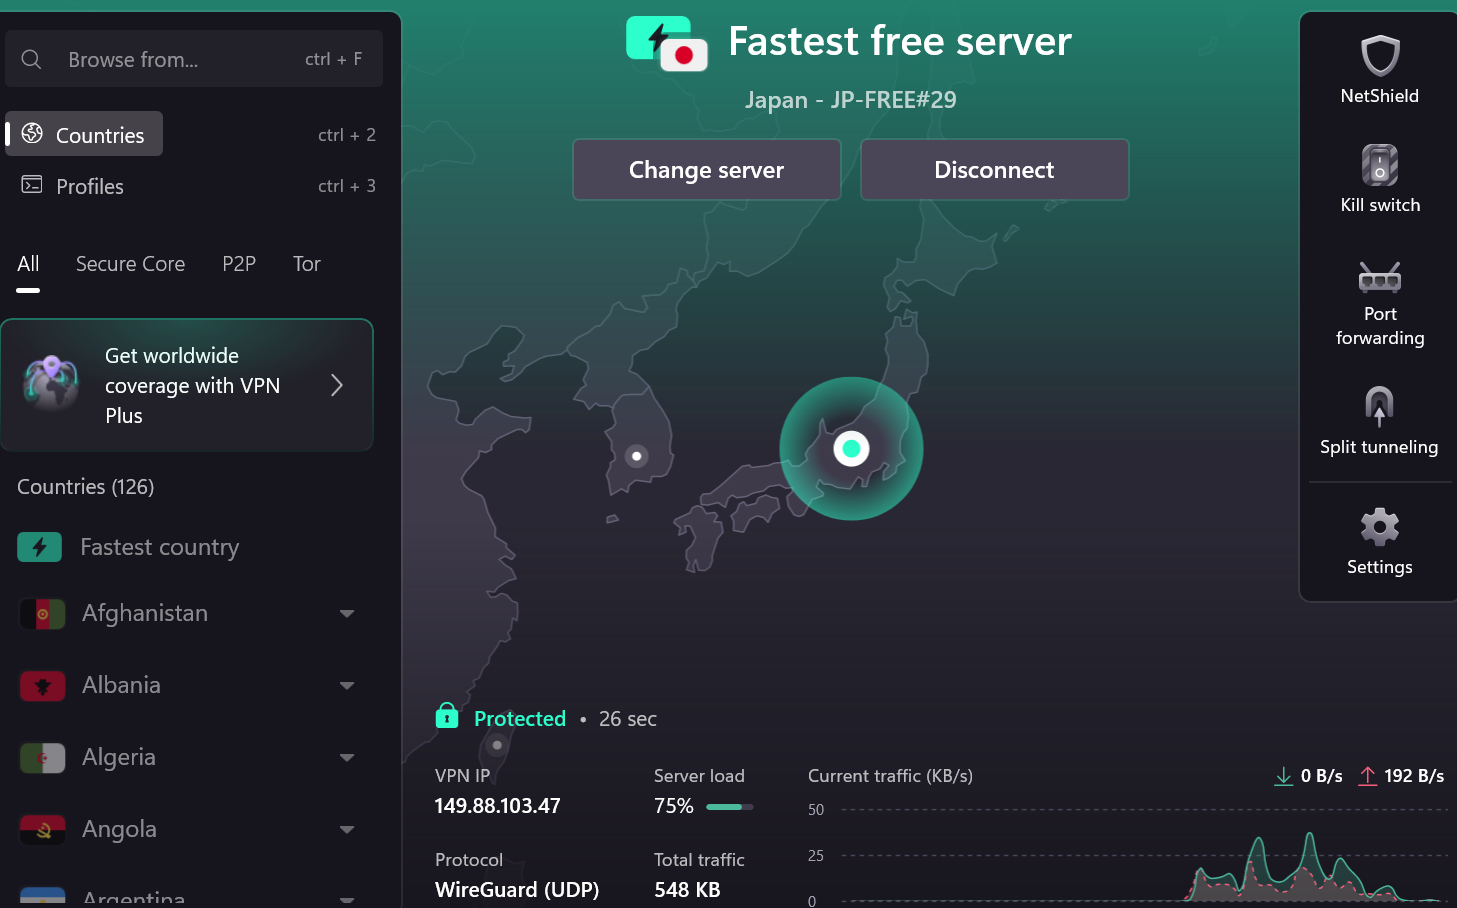 Browse from...
ctrl + F
Countries
ctrl + 2
Profiles
ctrl + 3
All
Secure Core
P2P
Tor
Get worldwide
coverage with VPN
Plus
Countries (126)
Fastest country
Afghanistan
Albania
Algeria
Angola
Argentina
Fastest free server
Japan - JP-FREE#29
Change server
Disconnect
Protected • 26 sec
VPN IP
149.88.103.47
Server load
75%
Protocol
WireGuard (UDP)
Total traffic
548 KB
Current traffic (KB/s)
0 B/s
192 B/s
50
25
0
NetShield
Kill switch
Port
forwarding
Split tunneling
Settings